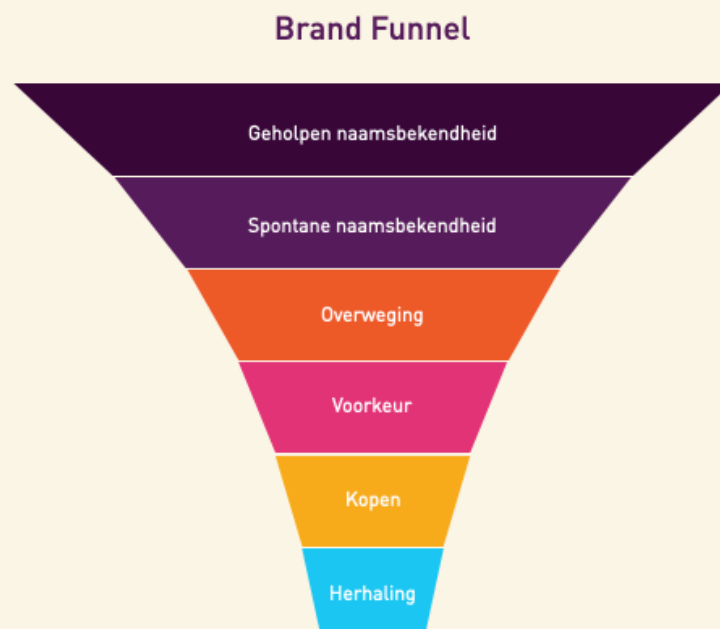 Brand Funnel
Geholpen naamsbekendheid
Spontane naamsbekendheid
Overweging
Voorkeur
Kopen
Herhaling